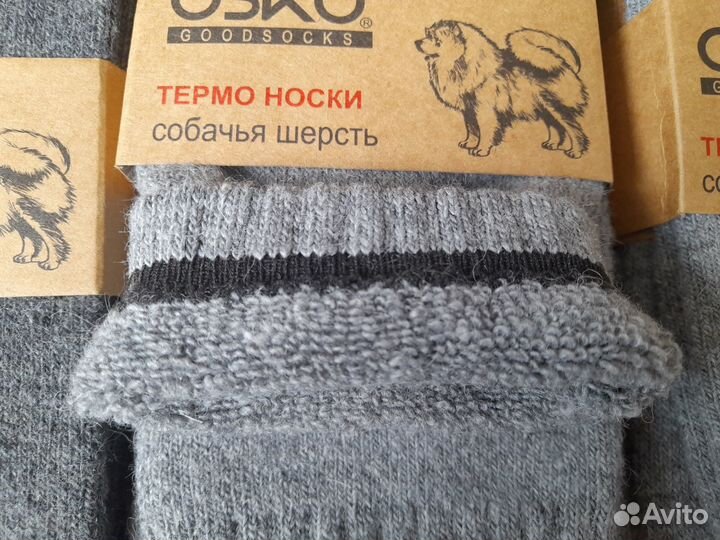 OSKO®
GOODSOCKS
ТЕРМО НОСКИ
собачья шерсть
Avito